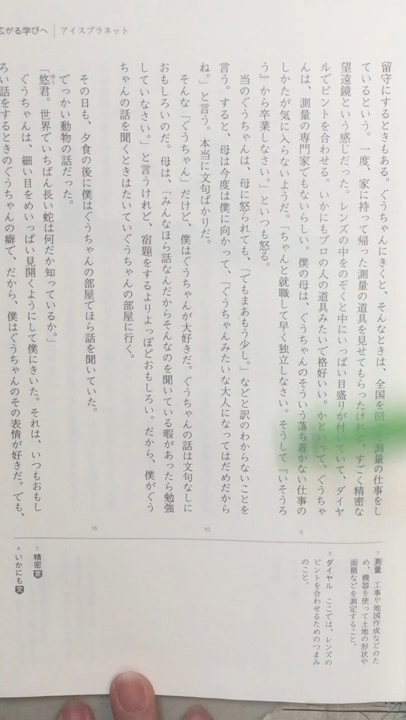 広がる学びへ｜アイスプラネット
留守にするときもある。ぐうちゃんにきくと、そんなときは、全国を回って測量の仕事をし
ているという。一度、家に持って帰った測量の道具を見せてもらったけれど、すごく精密な
望遠鏡という感じだった。レンズの中をのぞくと中にいっぱい目盛りが付いていて、ダイヤ
ルでピントを合わせる。いかにもプロの人の道具みたいで格好いい。かといって、ぐうちゃ
んは、測量の専門家でもないらしい。僕の母は、ぐうちゃんのそういう落ち着かない仕事の
しかたが気に入らないようだ。「ちゃんと就職して早く独立しなさい。そうして『いそうろ
う』から卒業しなさい。」といつも怒る。
当のぐうちゃんは、母に怒られても、「でもまあもう少し。」などと訳のわからないことを
言う。すると、母は今度は僕に向かって、「ぐうちゃんみたいな大人になってはだめだから
ね。」と言う。本当に文句ばかりだ。
そんな「ぐうちゃん」だけど、僕はぐうちゃんが大好きだ。ぐうちゃんの話は文句なしに
おもしろいのだ。母は、「みんなほら話なんだからそんなのを聞いている暇があったら勉強
していなさい。」と言うけれど、宿題をするよりよっぽどおもしろい。だから、僕がぐう
ちゃんの話を聞くときはたいていぐうちゃんの部屋に行く。
その日も、夕食の後に僕はぐうちゃんの部屋でほら話を聞いていた。
でっかい動物の話だった。
「悠君。世界でいちばん長い蛇は何だか知っているか。」
ぐうちゃんは、細い目をめいっぱい見開くようにして僕にきいた。それは、いつもおもし
ろい話をするときのぐうちゃんの癖で、だから、僕はぐうちゃんのその表情が好きだ。でも、
5
10
15
1 測量 工事や地図作成などのた
め、機器を使って土地の形状や
面積などを測定すること。
3 ダイヤル ここでは、レンズの
ピントを合わせるためのつまみ
のこと。
2 精密 意
4 いかにも 文